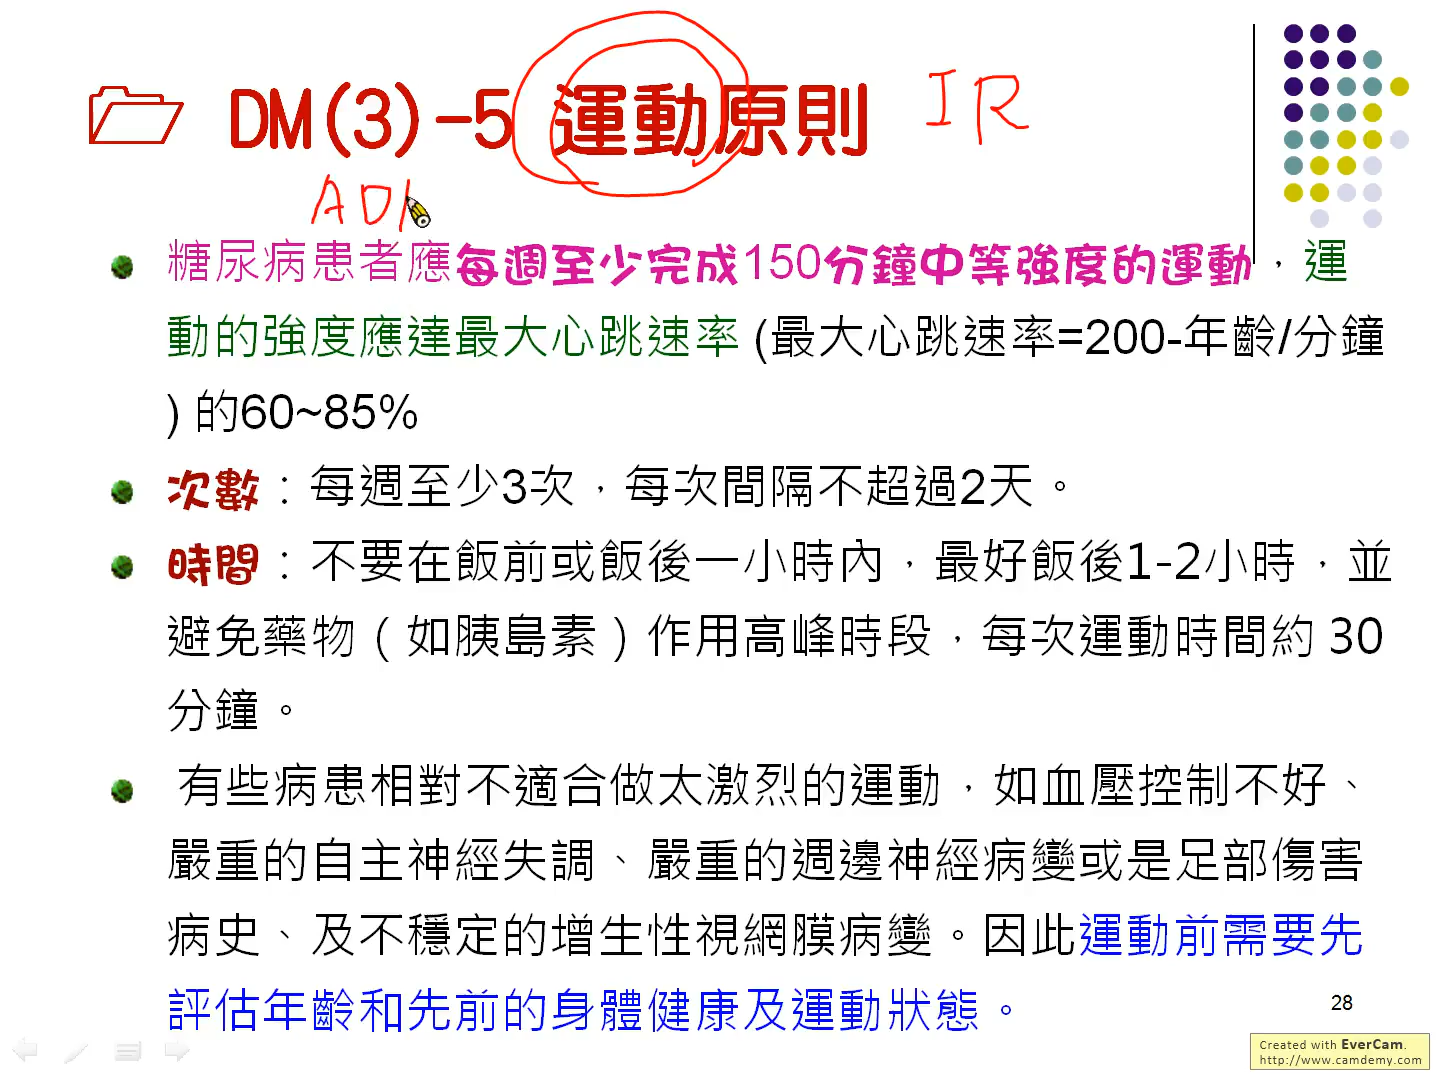 DM(3)-5 運動原則 IR
AD
糖尿病患者應每週至少完成150分鐘中等強度的運動，運
動的強度應達最大心跳速率 (最大心跳速率=200-年齡/分鐘
) 的60~85%
次數：每週至少3次，每次間隔不超過2天。
時間：不要在飯前或飯後一小時內，最好飯後1-2小時，並
避免藥物（如胰島素）作用高峰時段，每次運動時間約 30
分鐘。
有些病患相對不適合做太激烈的運動，如血壓控制不好、
嚴重的自主神經失調、嚴重的週邊神經病變或是足部傷害
病史、及不穩定的增生性視網膜病變。因此運動前需要先
評估年齡和先前的身體健康及運動狀態。
28
Created with EverCam.
http://www.camdemy.com